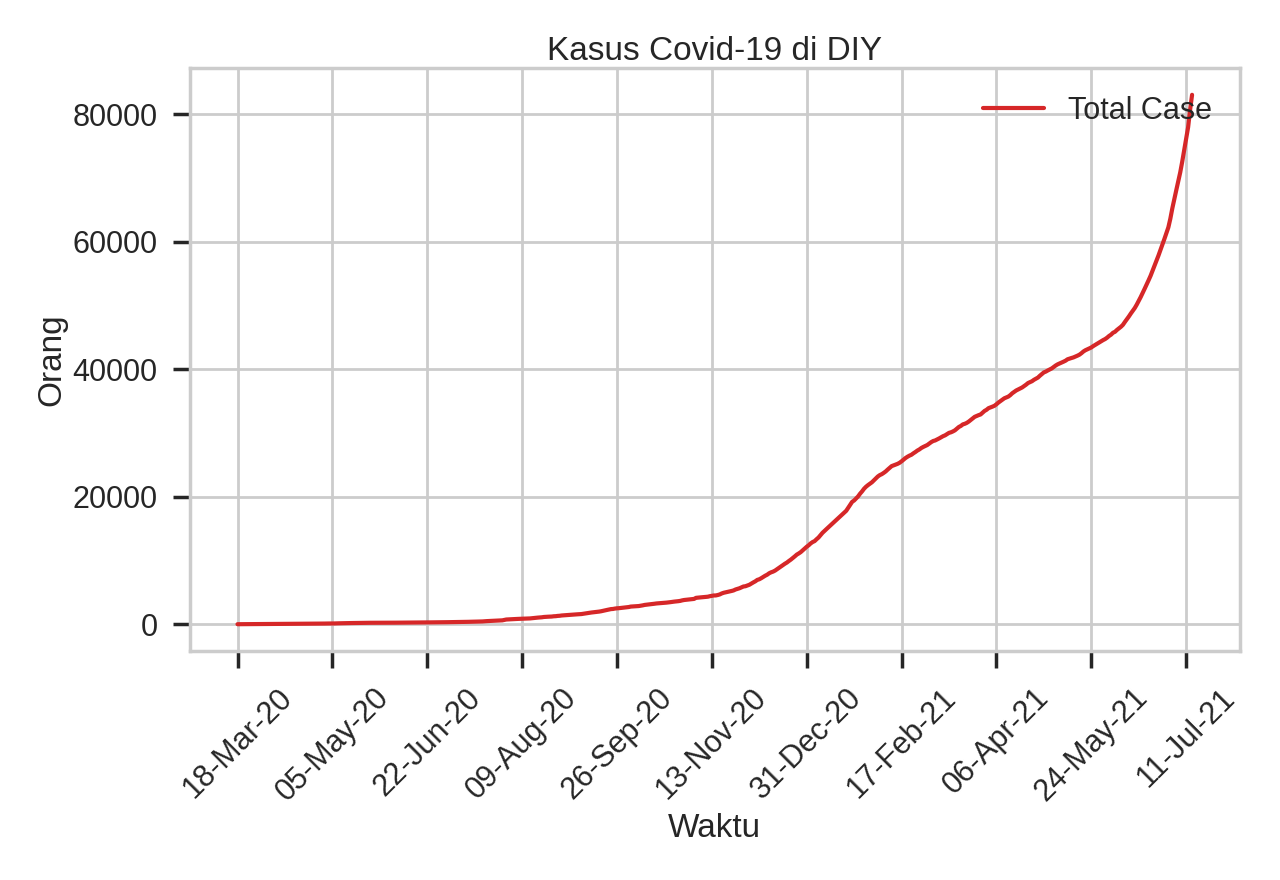 Kasus Covid-19 di DIY
Total Case
Orang
80000
60000
40000
20000
0
18-Mar-20
05-May-20
22-Jun-20
09-Aug-20
26-Sep-20
13-Nov-20
31-Dec-20
17-Feb-21
06-Apr-21
24-May-21
11-Jul-21
Waktu